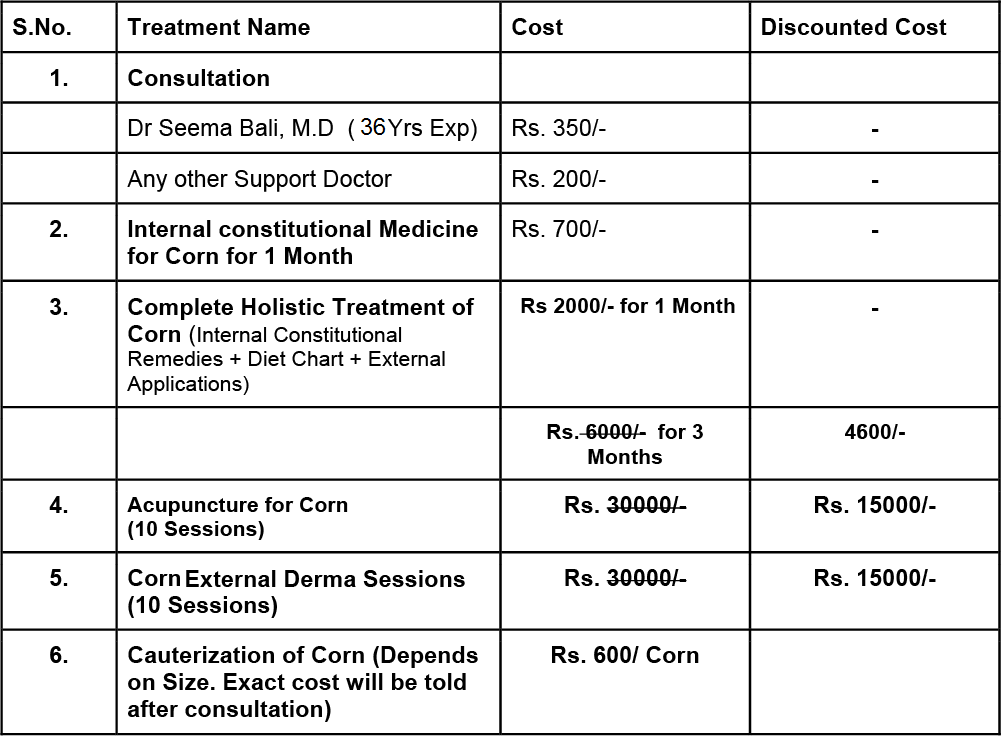 S.No. Treatment Name Cost Discounted Cost
1. Consultation
Dr Seema Bali, M.D ( 36Yrs Exp) Rs. 350/- -
Any other Support Doctor Rs. 200/- -
2. Internal constitutional Medicine Rs. 700/- -
for Corn for 1 Month
3. Complete Holistic Treatment of Rs 2000/- for 1 Month -
Corn (Internal Constitutional
Remedies + Diet Chart + External
Applications)
Rs. 6000/- for 3 4600/-
Months
4. Acupuncture for Corn Rs. 30000/- Rs. 15000/-
(10 Sessions)
5. Corn External Derma Sessions Rs. 30000/- Rs. 15000/-
(10 Sessions)
6. Cauterization of Corn (Depends Rs. 600/ Corn
on Size. Exact cost will be told
after consultation)